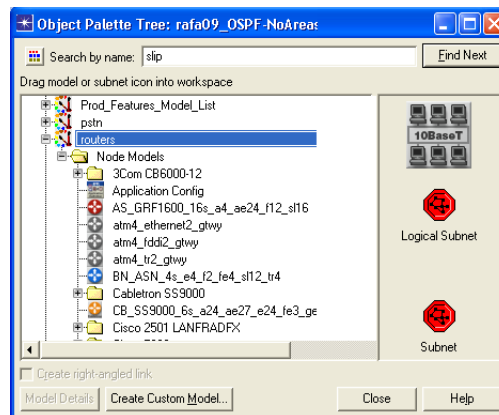 Object Palette Tree: rafa09_OSPF-NoAreas
Search by name: slip Find Next
Drag model or subnet icon into workspace
Prod_Features_Model_List
pstn
routers
Node Models
3Com CB6000-12
Application Config
AS_GRF1600_16s_a4_ae24_f12_sl16
atm4_ethernet2_gtwy
atm4_fddi2_gtwy
atm4_tr2_gtwy
BN_ASN_4s_e4_f2_fe4_sl12_tr4
Cabletron SS9000
CB_SS9000_6s_a24_ae27_e24_fe3_ge
Cisco 2501 LANFRADFX
10BaseT
Logical Subnet
Subnet
Create right-angled link
Model Details Create Custom Model... Close Help